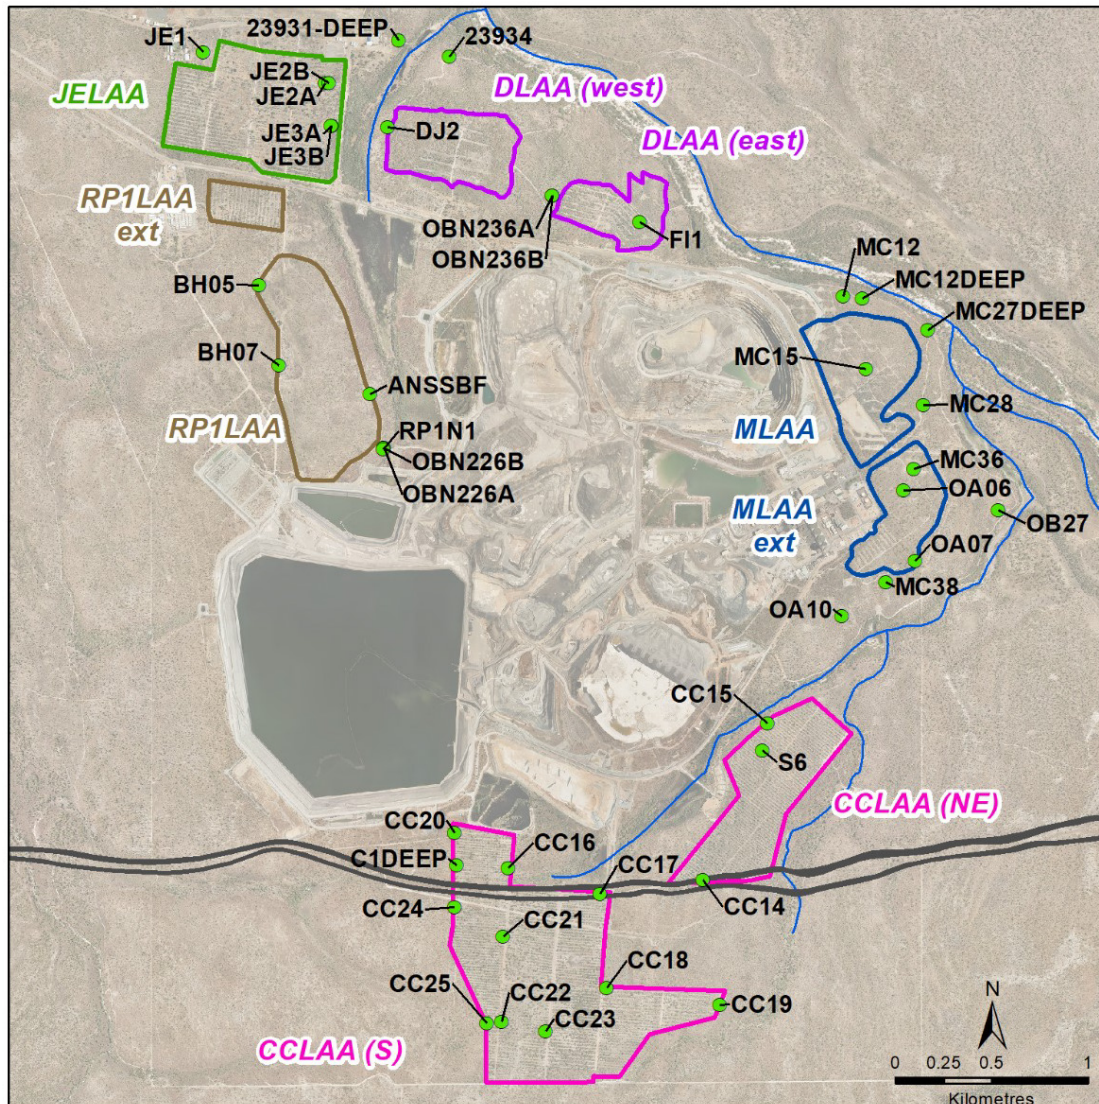 23931-DEEP
JE1
23934
JE2B
JE2A
JELAA
DLAA (west)
JE3A
JE3B
DJ2
DLAA (east)
RP1LAA
ext
OBN236A
OBN236B
FI1
BH05
MC12
MC12DEEP
MC27DEEP
BH07
MC15
ANSSBF
MC28
RP1LAA
RP1N1
OBN226B
OBN226A
MLAA
MC36
OA06
MLAA
ext
OB27
OA07
MC38
OA10
CC15
S6
CCLAA (NE)
CC20
C1DEEP
CC16
CC17
CC14
CC24
CC21
CC18
CC25
CC22
CC23
CC19
CCLAA (S)
N
0 0.25 0.5 1
Kilometres